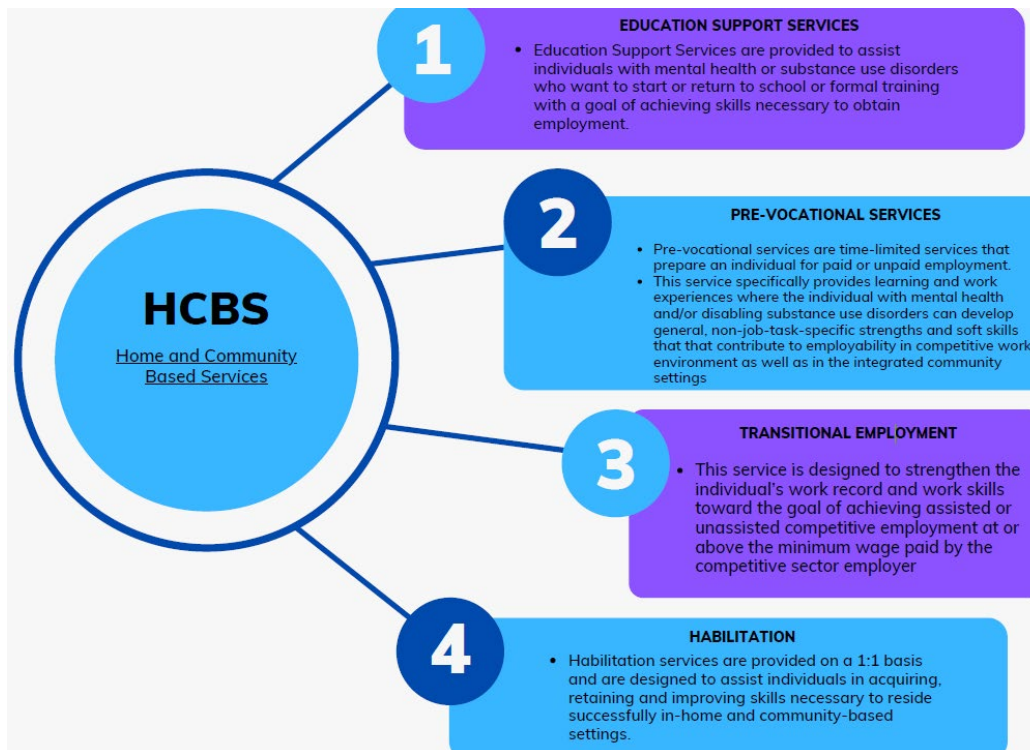 HCBS
Home and Community
Based Services
1
EDUCATION SUPPORT SERVICES
• Education Support Services are provided to assist
individuals with mental health or substance use disorders
who want to start or return to school or formal training
with a goal of achieving skills necessary to obtain
employment.
2
PRE-VOCATIONAL SERVICES
• Pre-vocational services are time-limited services that
prepare an individual for paid or unpaid employment.
• This service specifically provides learning and work
experiences where the individual with mental health
and/or disabling substance use disorders can develop
general, non-job-task-specific strengths and soft skills
that that contribute to employability in competitive work
environment as well as in the integrated community
settings
3
TRANSITIONAL EMPLOYMENT
• This service is designed to strengthen the
individual's work record and work skills
toward the goal of achieving assisted or
unassisted competitive employment at or
above the minimum wage paid by the
competitive sector employer
4
HABILITATION
• Habilitation services are provided on a 1:1 basis
and are designed to assist individuals in acquiring,
retaining and improving skills necessary to reside
successfully in-home and community-based
settings.